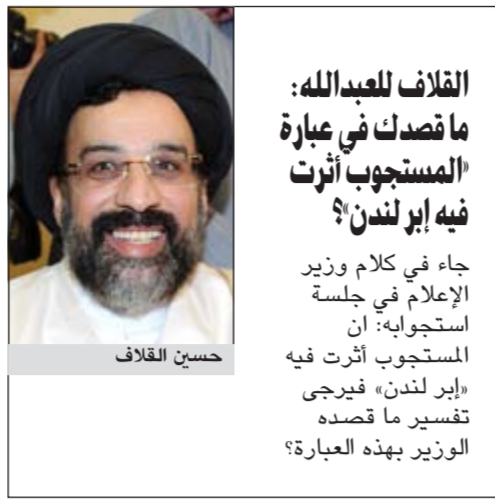 القلاف للعبدالله:
ما قصدك في عبارة
«المستجوب أثرت
فيه إبر لندن»؟
جاء في كلام وزير
الإعلام في جلسة
استجوابه: ان
المستجوب أثرت فيه
«إبر لندن» فيرجى
تفسير ما قصده
الوزير بهذه العبارة؟
حسين القلاف